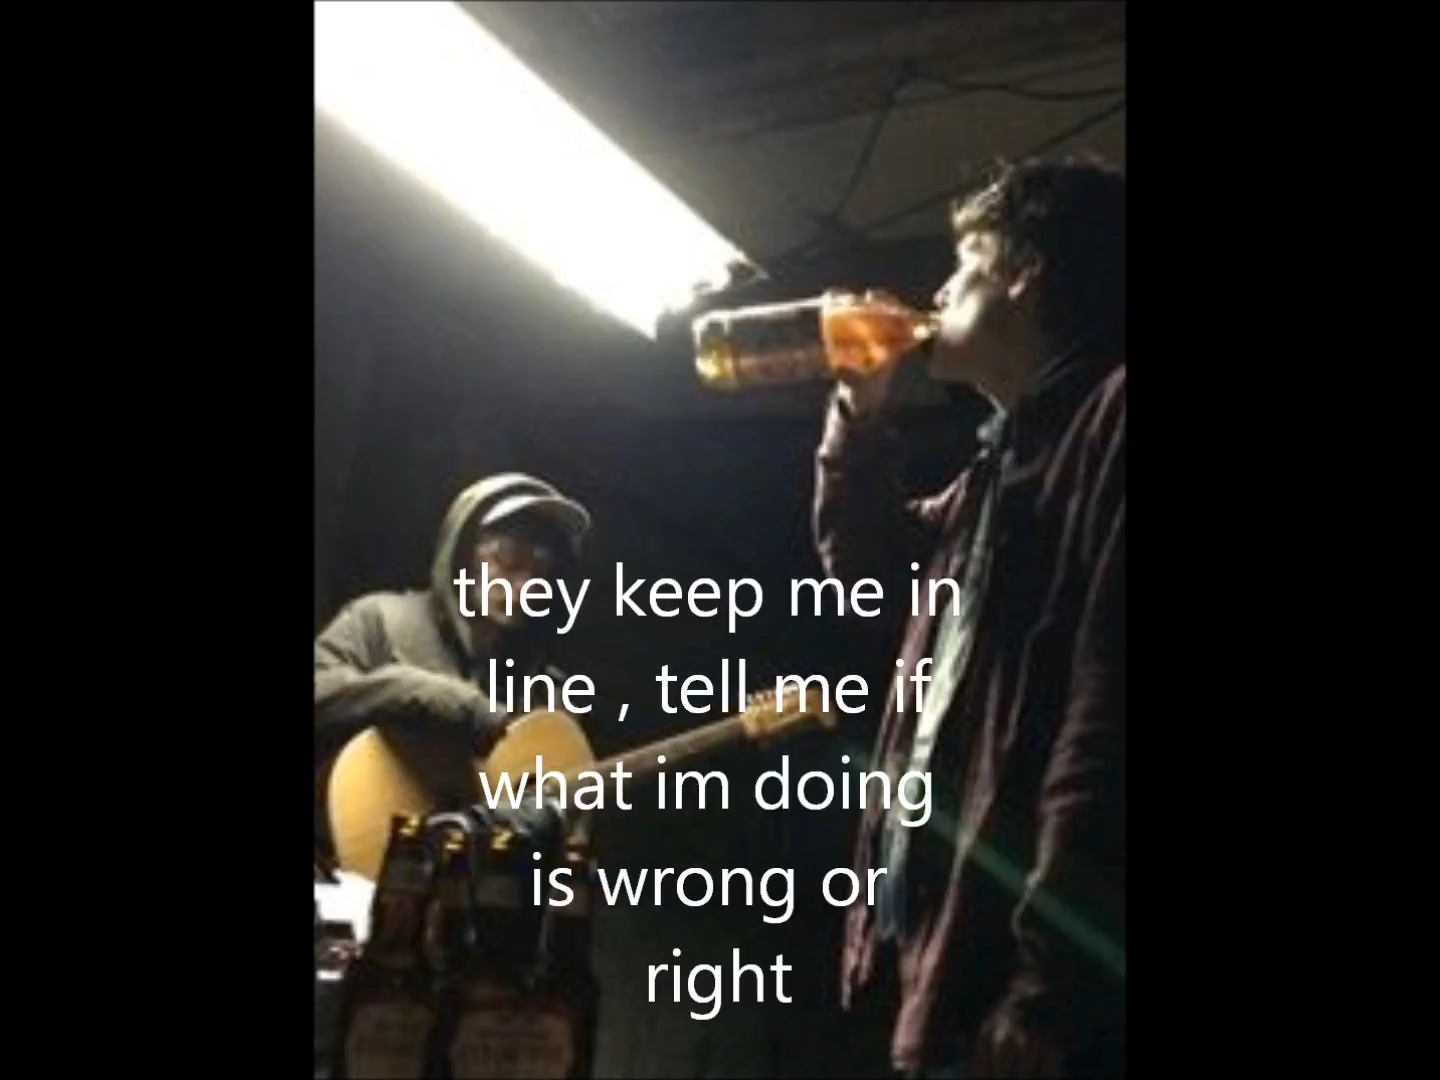 they keep me in
line , tell me if
what im doing
is wrong or
right